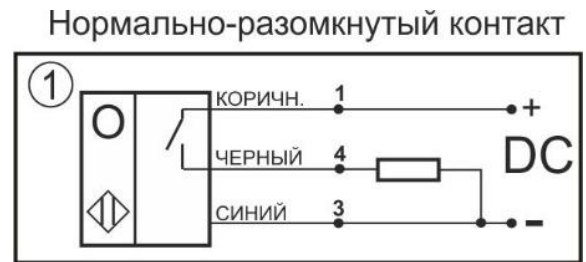 Нормально-разомкнутый контакт
1
О
КОРИЧН. 1
+
ЧЕРНЫЙ 4
DC
СИНИЙ 3
-